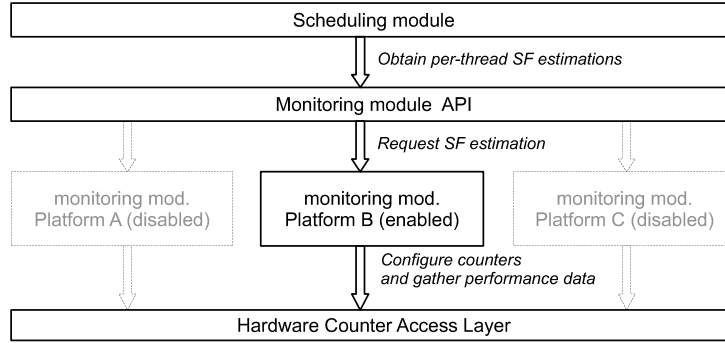 Scheduling module
Obtain per-thread SF estimations
Monitoring module API
Request SF estimation
monitoring mod.
Platform A (disabled)
monitoring mod.
Platform B (enabled)
monitoring mod.
Platform C (disabled)
Configure counters
and gather performance data
Hardware Counter Access Layer